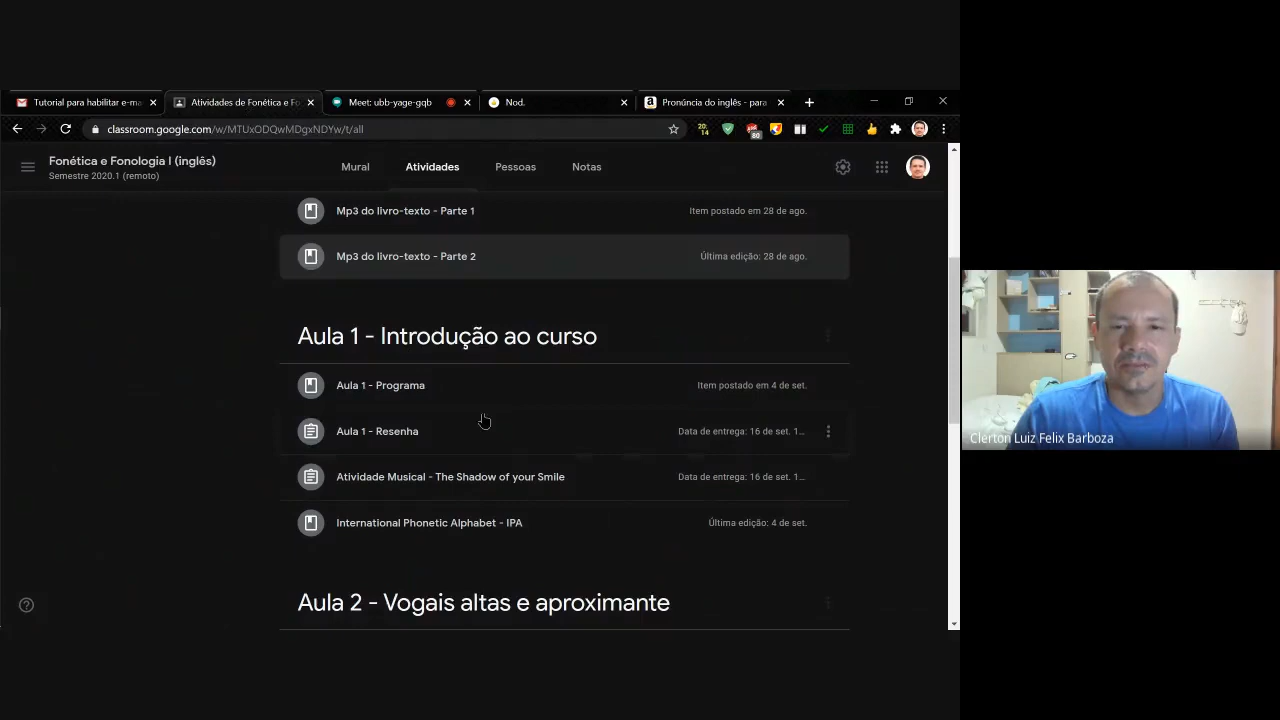 Tutorial para habilitar e-ma
Atividades de Fonética e Fo
Meet: ubb-yage-gqb
Nod.
Pronúncia do inglês - para
classroom.google.com/w/MTUxODQwMDgxNDYw/t/all
Fonética e Fonologia I (inglês)
Semestre 2020.1 (remoto)
Mural
Atividades
Pessoas
Notas
Mp3 do livro-texto - Parte 1
Item postado em 28 de ago.
Mp3 do livro-texto - Parte 2
Última edição: 28 de ago.
Aula 1 - Introdução ao curso
Aula 1 - Programa
Item postado em 4 de set.
Aula 1 - Resenha
Data de entrega: 16 de set. 1...
Atividade Musical - The Shadow of your Smile
Data de entrega: 16 de set. 1...
International Phonetic Alphabet - IPA
Última edição: 4 de set.
Aula 2 - Vogais altas e aproximante
Clerton Luiz Felix Barboza